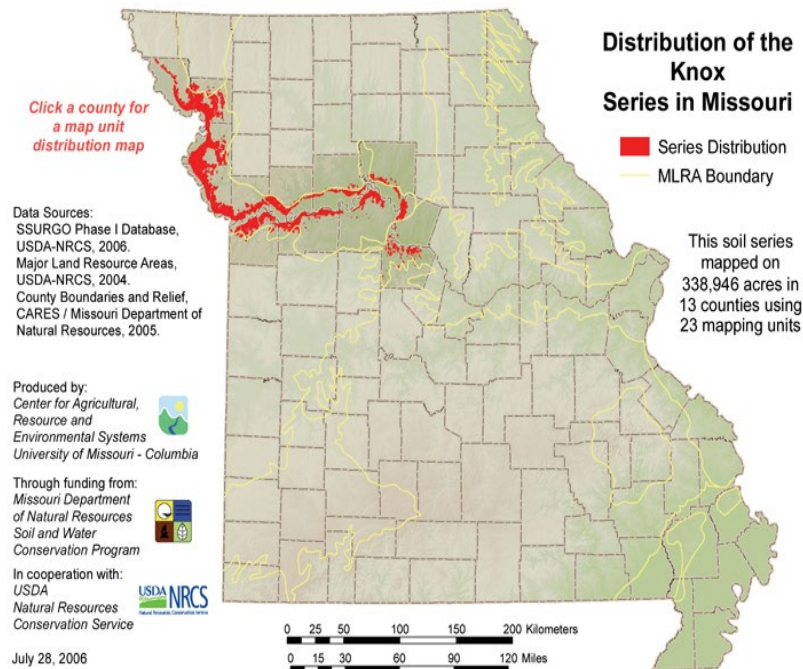 Distribution of the
Knox
Series in Missouri
Click a county for
a map unit
distribution map
Series Distribution
MLRA Boundary
Data Sources:
SSURGO Phase I Database,
USDA-NRCS, 2006.
Major Land Resource Areas,
USDA-NRCS, 2004.
County Boundaries and Relief,
CARES / Missouri Department of
Natural Resources, 2005.
This soil series
mapped on
338,946 acres in
13 counties using
23 mapping units
Produced by:
Center for Agricultural,
Resource and
Environmental Systems
University of Missouri - Columbia
Through funding from:
Missouri Department
of Natural Resources
Soil and Water
Conservation Program
In cooperation with:
USDA
Natural Resources
Conservation Service
USDA NRCS
Natural Resources Conservation Service
July 28, 2006
0 25 50 100 150 200 Kilometers
0 15 30 60 90 120 Miles